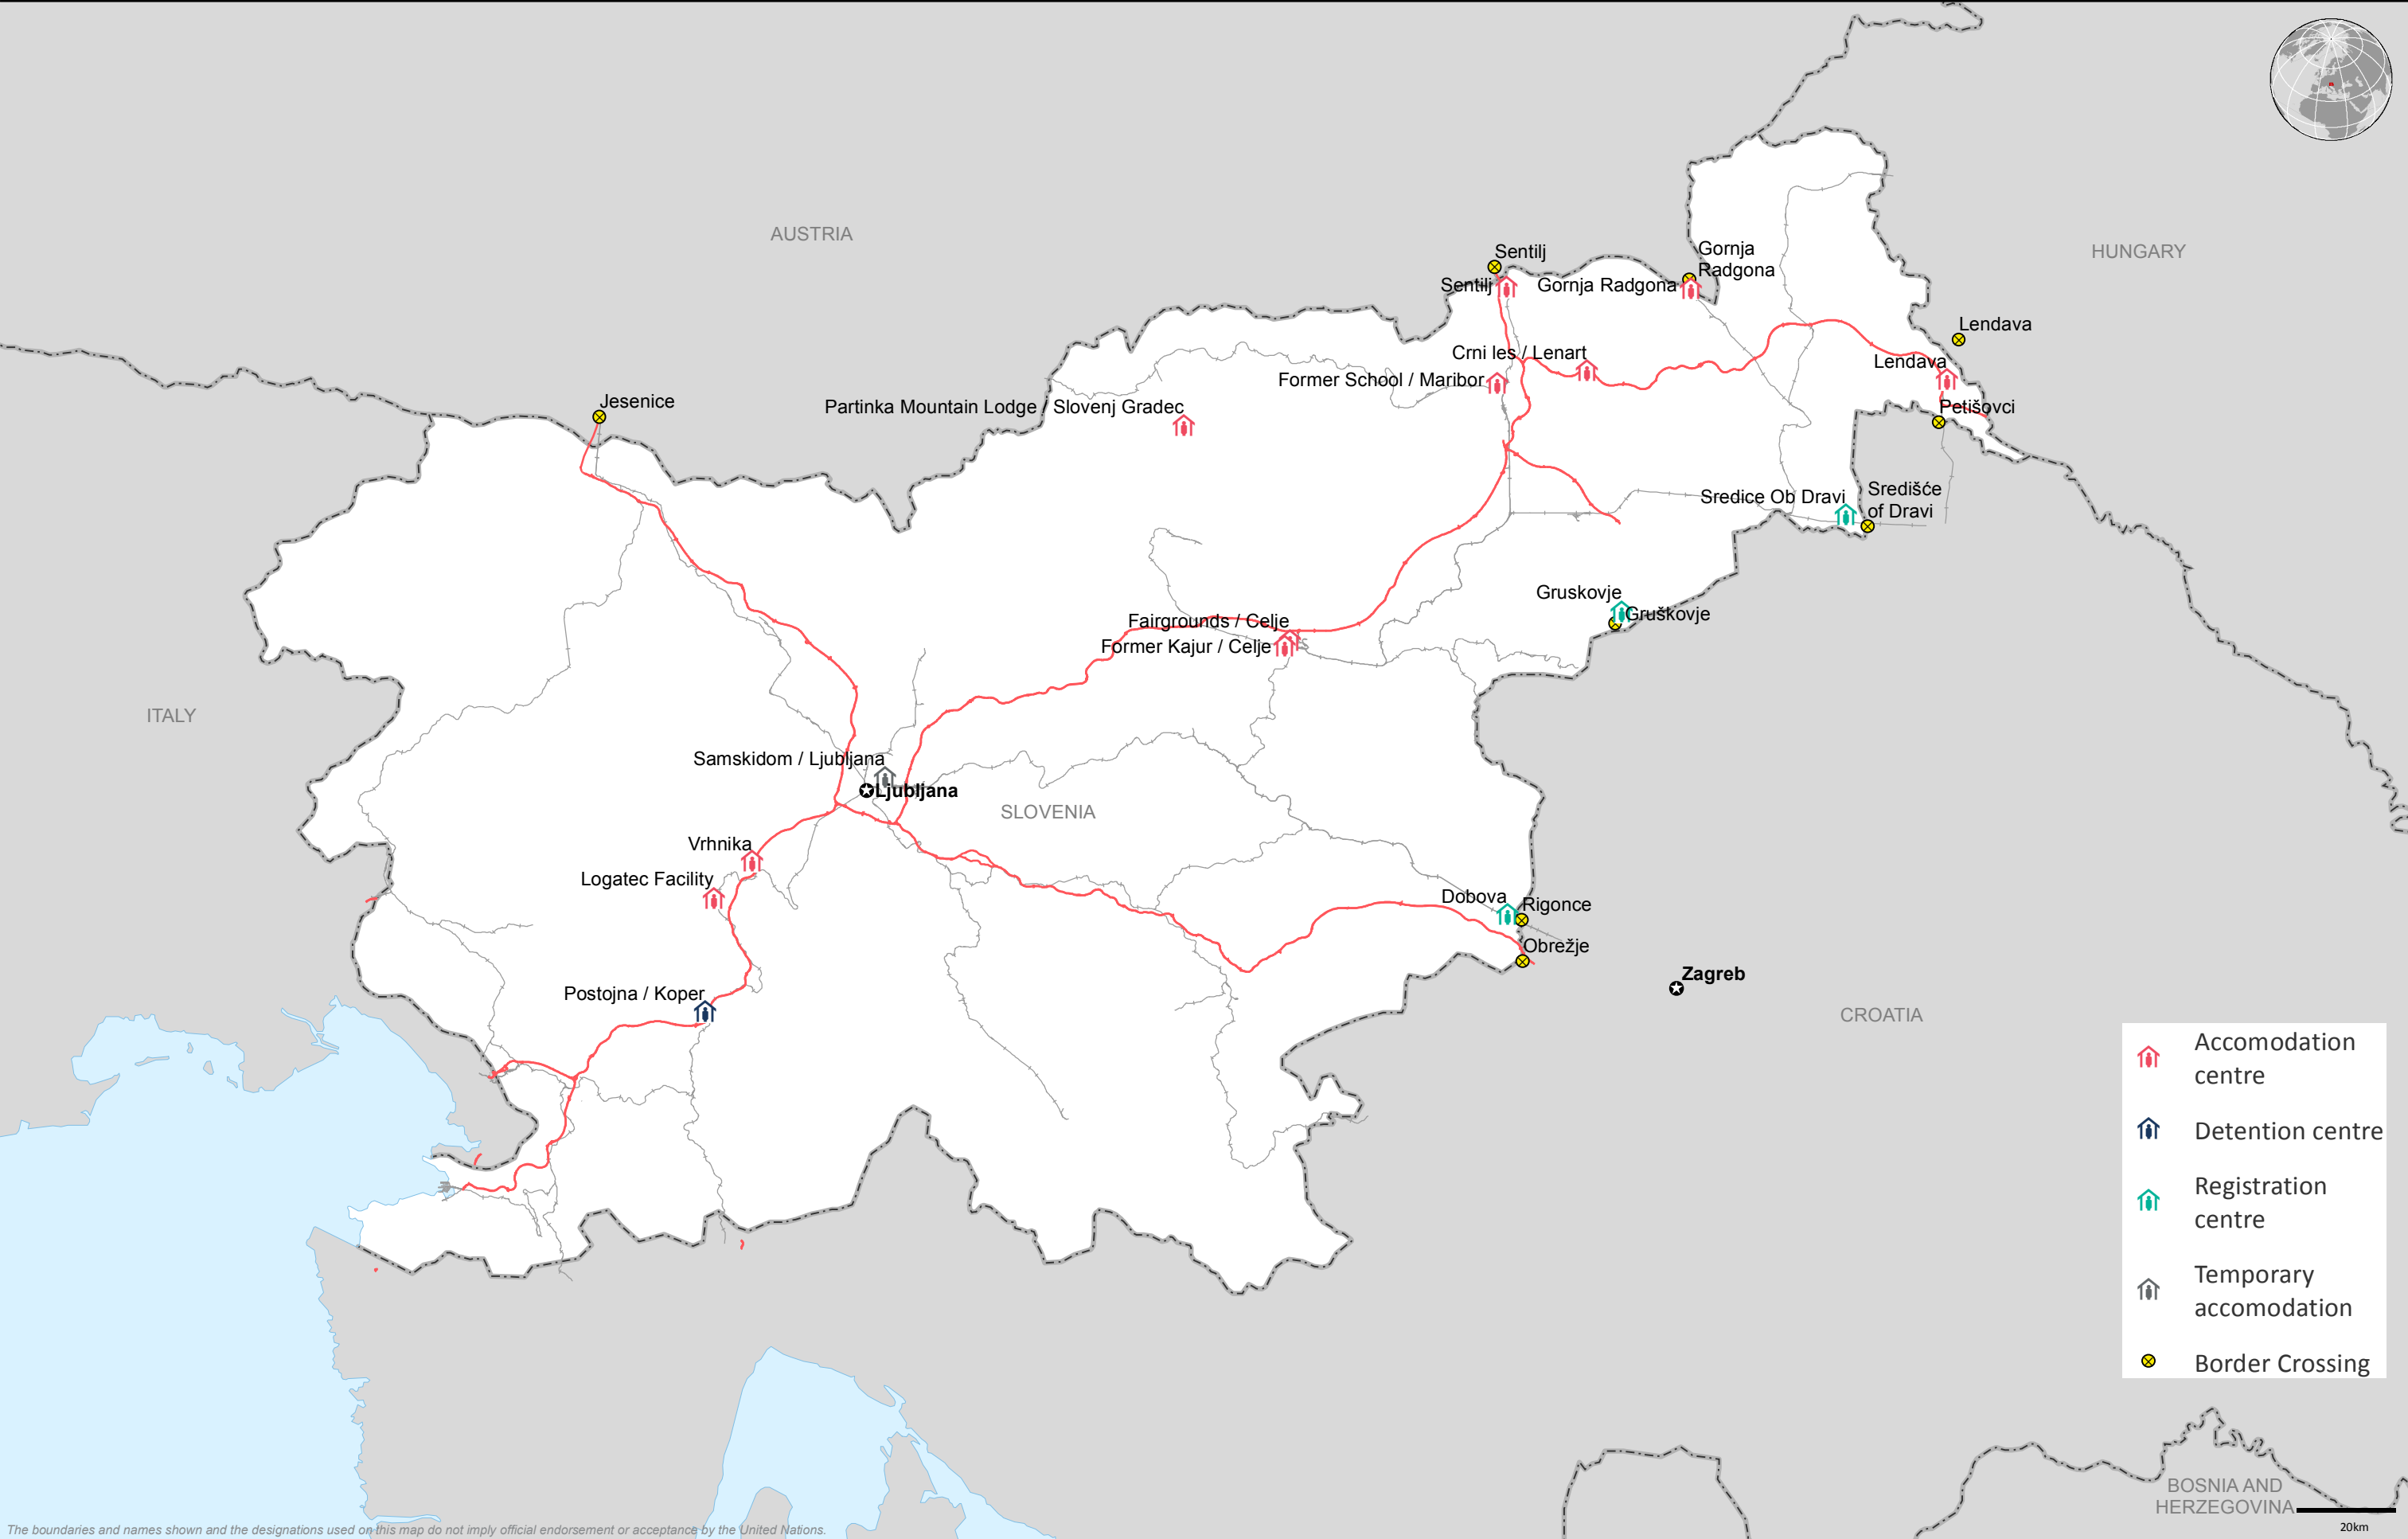 AUSTRIA
HUNGARY
Sentilj
Sentilj
Gornja
Radgona
Gornja Radgona
Lendava
Lendava
Crni les / Lenart
Former School / Maribor
Partinka Mountain Lodge / Slovenj Gradec
Jesenice
Petišovci
Sredice Ob Dravi
Središće
of Dravi
Gruskovje
Gruškovje
Fairgrounds / Celje
Former Kajur / Celje
ITALY
Samskidom / Ljubljana
Ljubljana
SLOVENIA
Vrhnika
Logatec Facility
Dobova
Rigonce
Obrežje
Postojna / Koper
Zagreb
CROATIA
Accomodation
centre
Detention centre
Registration
centre
Temporary
accomodation
Border Crossing
BOSNIA AND
HERZEGOVINA
20km
The boundaries and names shown and the designations used on this map do not imply official endorsement or acceptance by the United Nations.